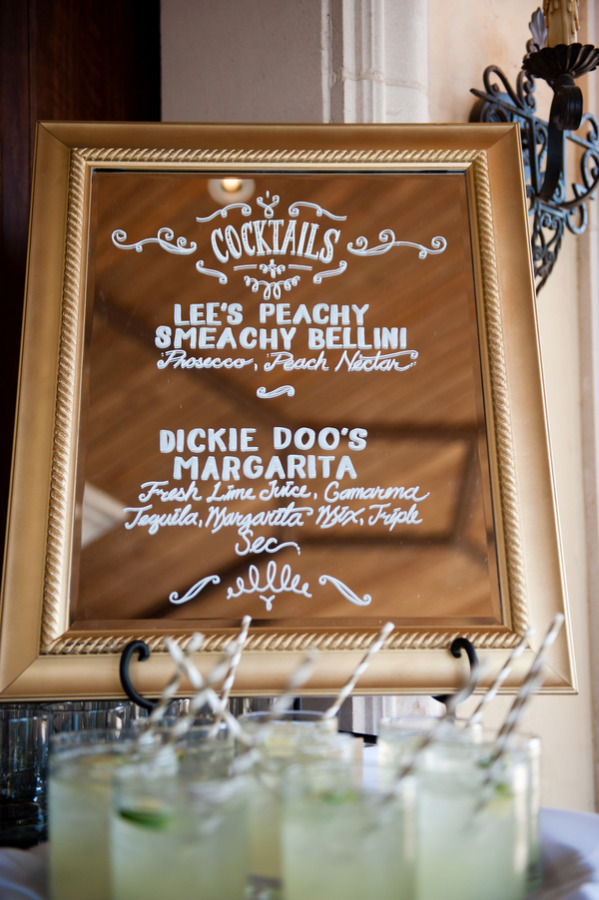 COCKTAILS
LEE'S PEACHY
SMEACHY BELLINI
Prosecco, Peach Nectar
DICKIE DOO'S
MARGARITA
Fresh Lime Juice, Gamarena
Tequila, Margarita Mix, Triple
Sec